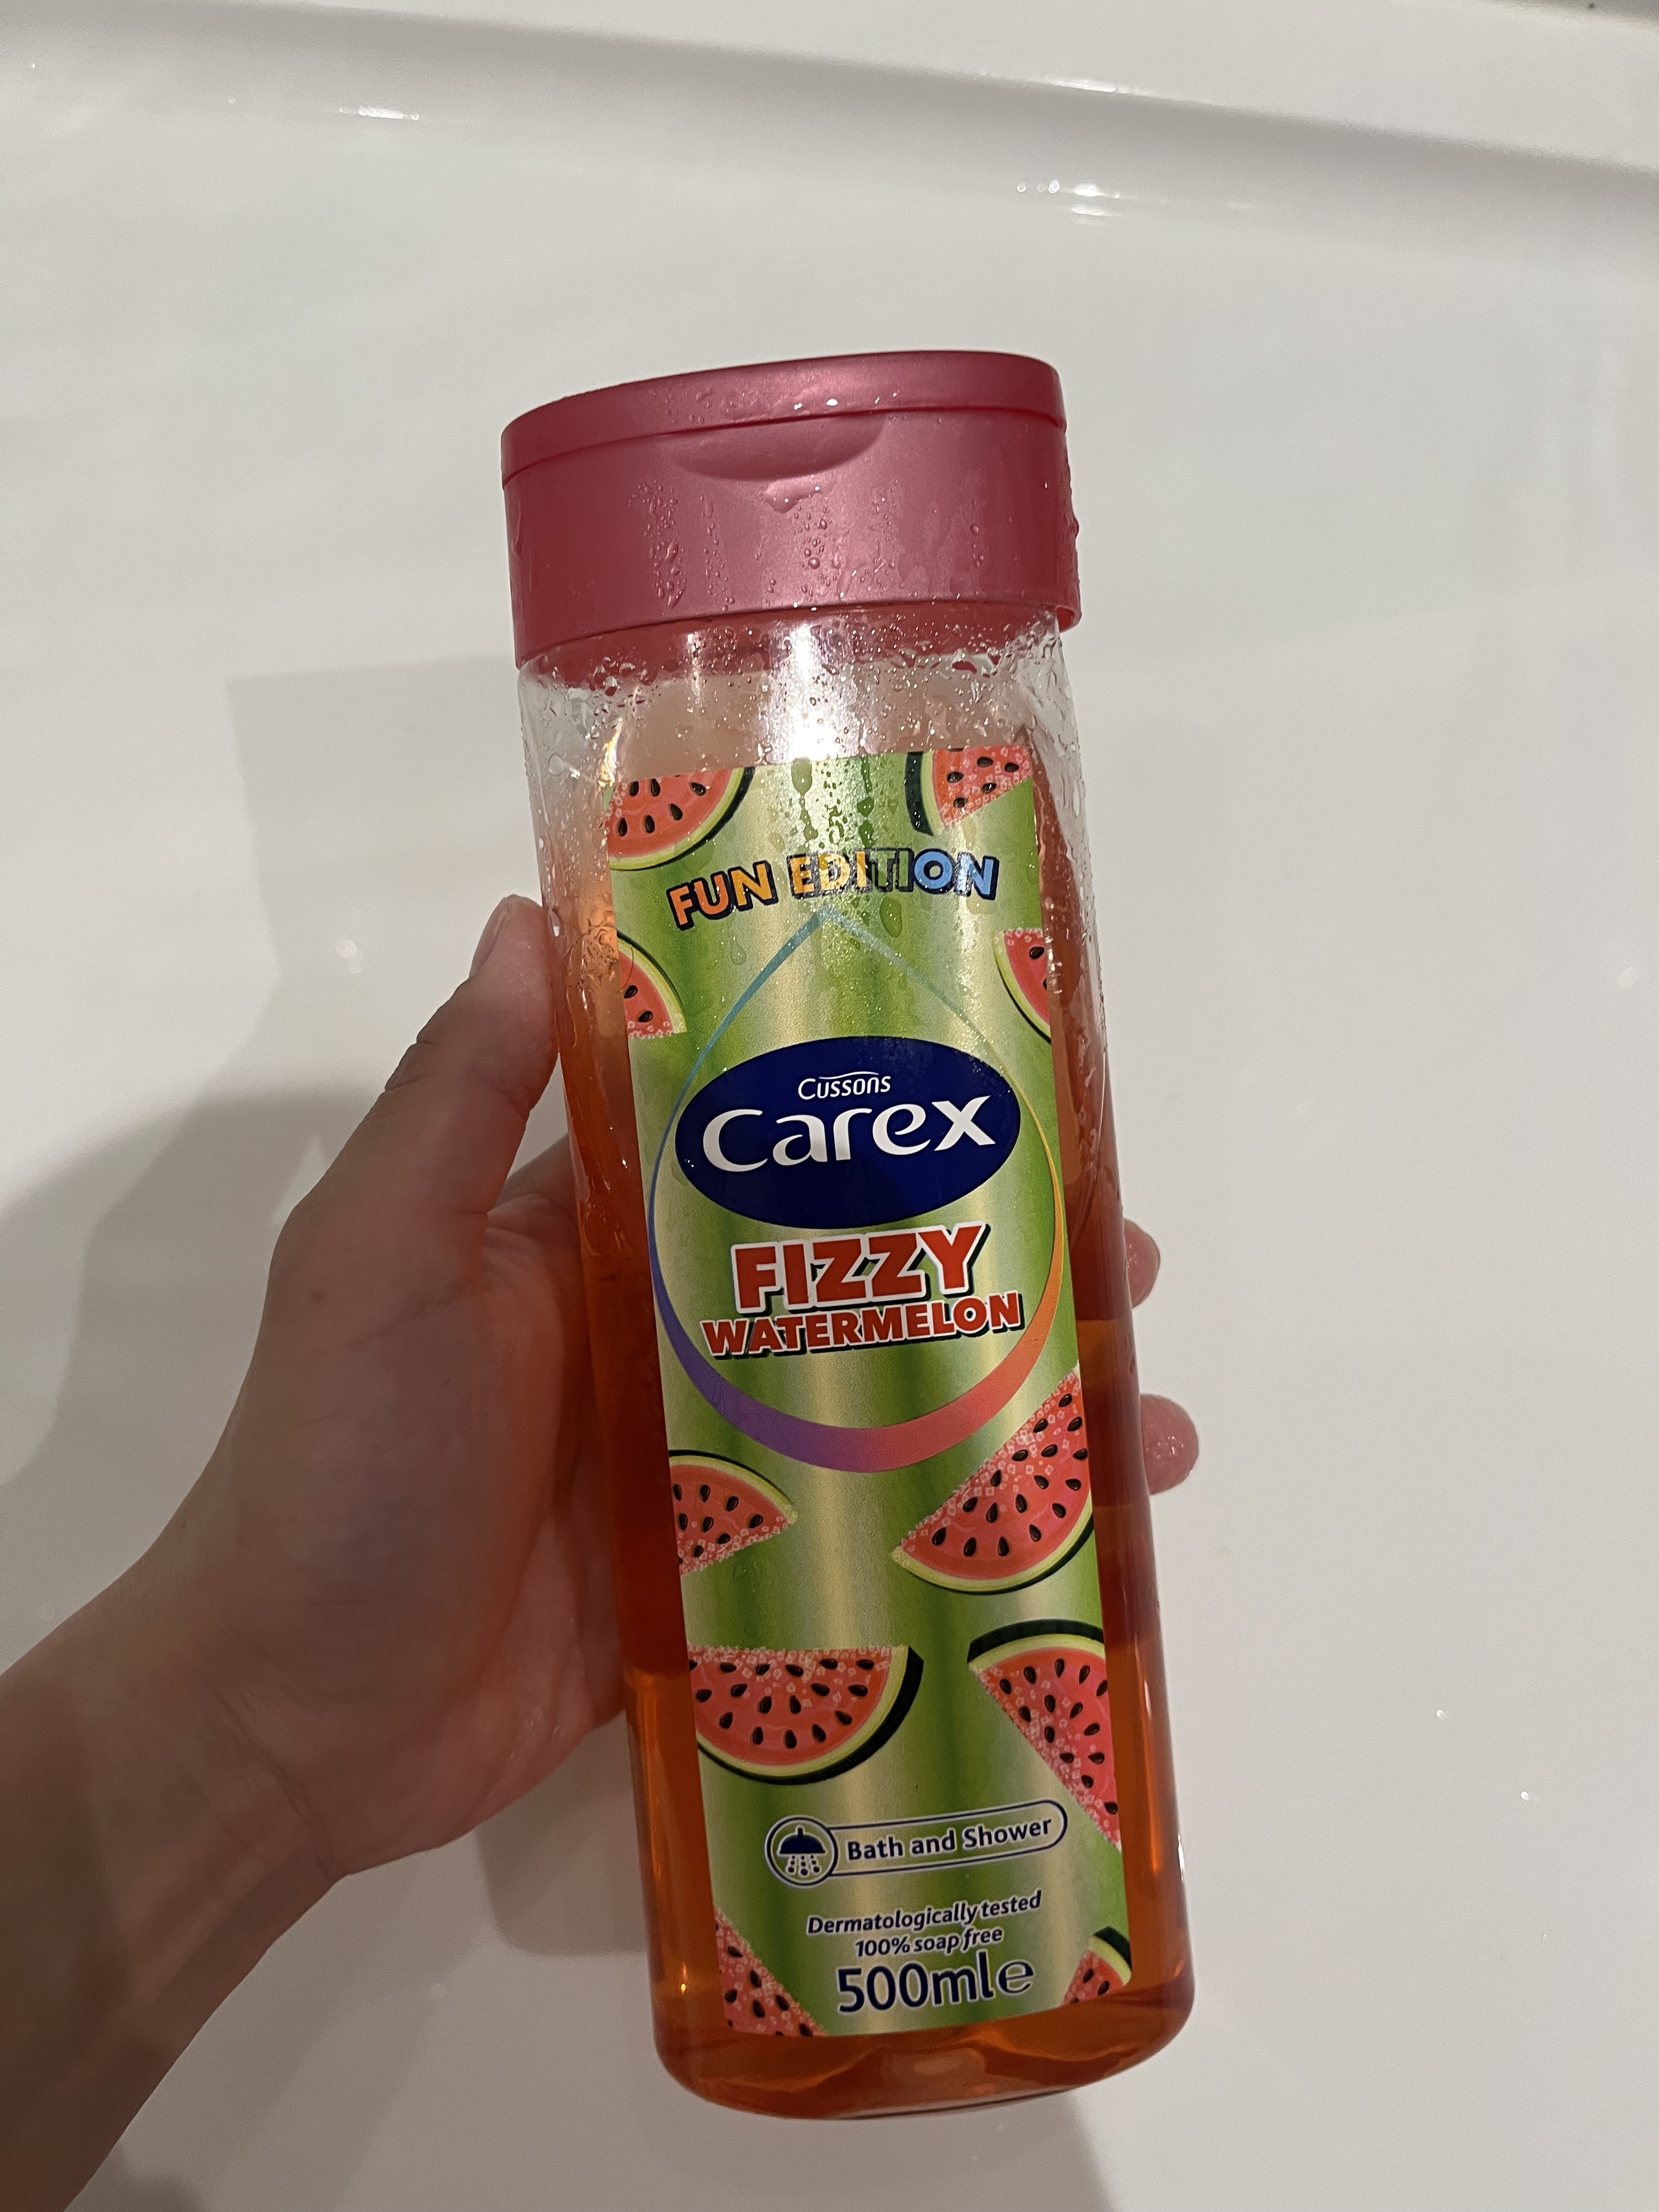 FUN EDITION
Cussons
Carex
FIZZY
WATERMELON
Bath and Shower
Dermatologically tested
100% soap free
500ml e